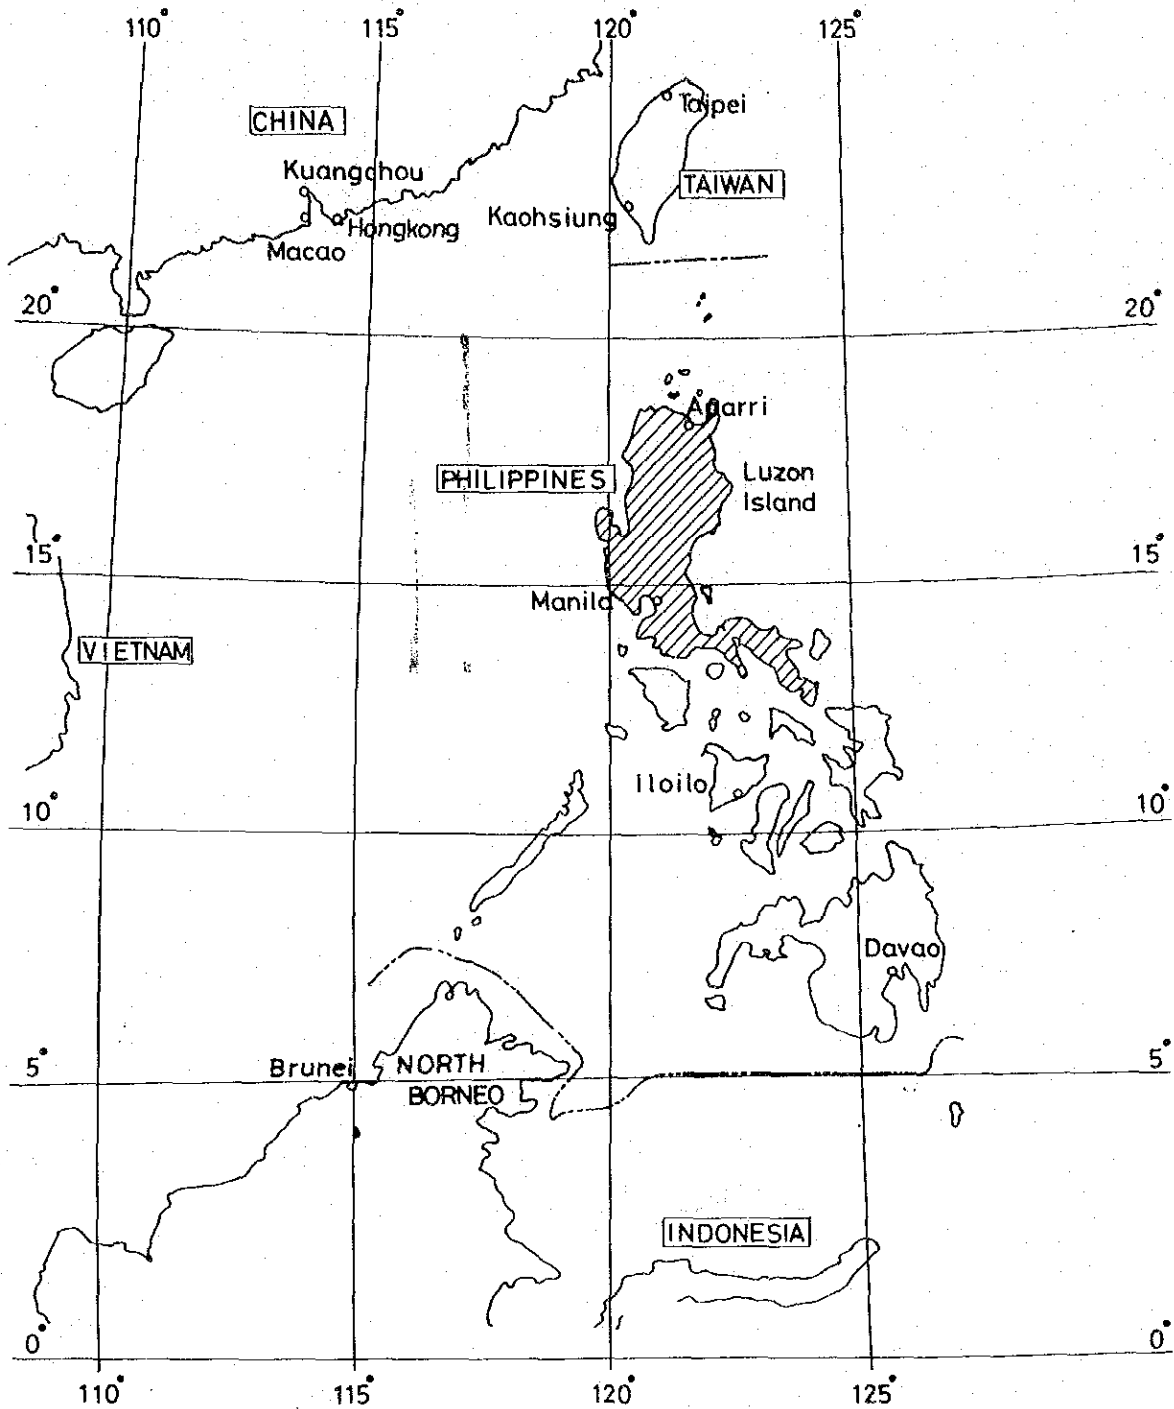 110° 115° 120° 125°
Taipei
CHINA
Kuangchou
TAIWAN
Kaohsiung
Hongkong
Macao
20° 20°
Aparri
PHILIPPINES
Luzon
Island
15° 15°
Manila
VIETNAM
Iloilo
10° 10°
Davao
5° 5°
Brunei
NORTH
BORNEO
INDONESIA
0° 0°
110° 115° 120° 125°